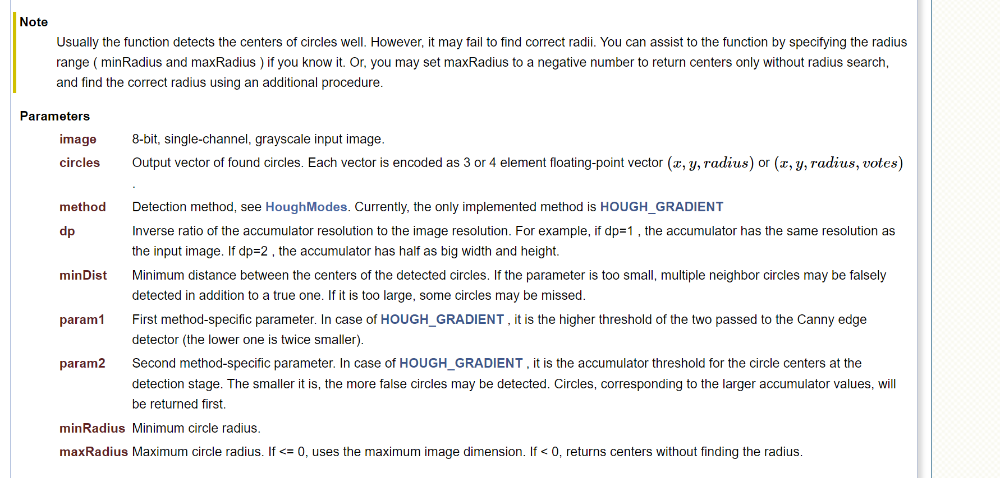 Note
Usually the function detects the centers of circles well. However, it may fail to find correct radii. You can assist to the function by specifying the radius
range ( minRadius and maxRadius ) if you know it. Or, you may set maxRadius to a negative number to return centers only without radius search,
and find the correct radius using an additional procedure.
Parameters
image 8-bit, single-channel, grayscale input image.
circles Output vector of found circles. Each vector is encoded as 3 or 4 element floating-point vector (x, y, radius) or (x, y, radius, votes)
.
method Detection method, see HoughModes. Currently, the only implemented method is HOUGH_GRADIENT
dp Inverse ratio of the accumulator resolution to the image resolution. For example, if dp=1 , the accumulator has the same resolution as
the input image. If dp=2 , the accumulator has half as big width and height.
minDist Minimum distance between the centers of the detected circles. If the parameter is too small, multiple neighbor circles may be falsely
detected in addition to a true one. If it is too large, some circles may be missed.
param1 First method-specific parameter. In case of HOUGH_GRADIENT , it is the higher threshold of the two passed to the Canny edge
detector (the lower one is twice smaller).
param2 Second method-specific parameter. In case of HOUGH_GRADIENT , it is the accumulator threshold for the circle centers at the
detection stage. The smaller it is, the more false circles may be detected. Circles, corresponding to the larger accumulator values, will
be returned first.
minRadius Minimum circle radius.
maxRadius Maximum circle radius. If <= 0, uses the maximum image dimension. If < 0, returns centers without finding the radius.